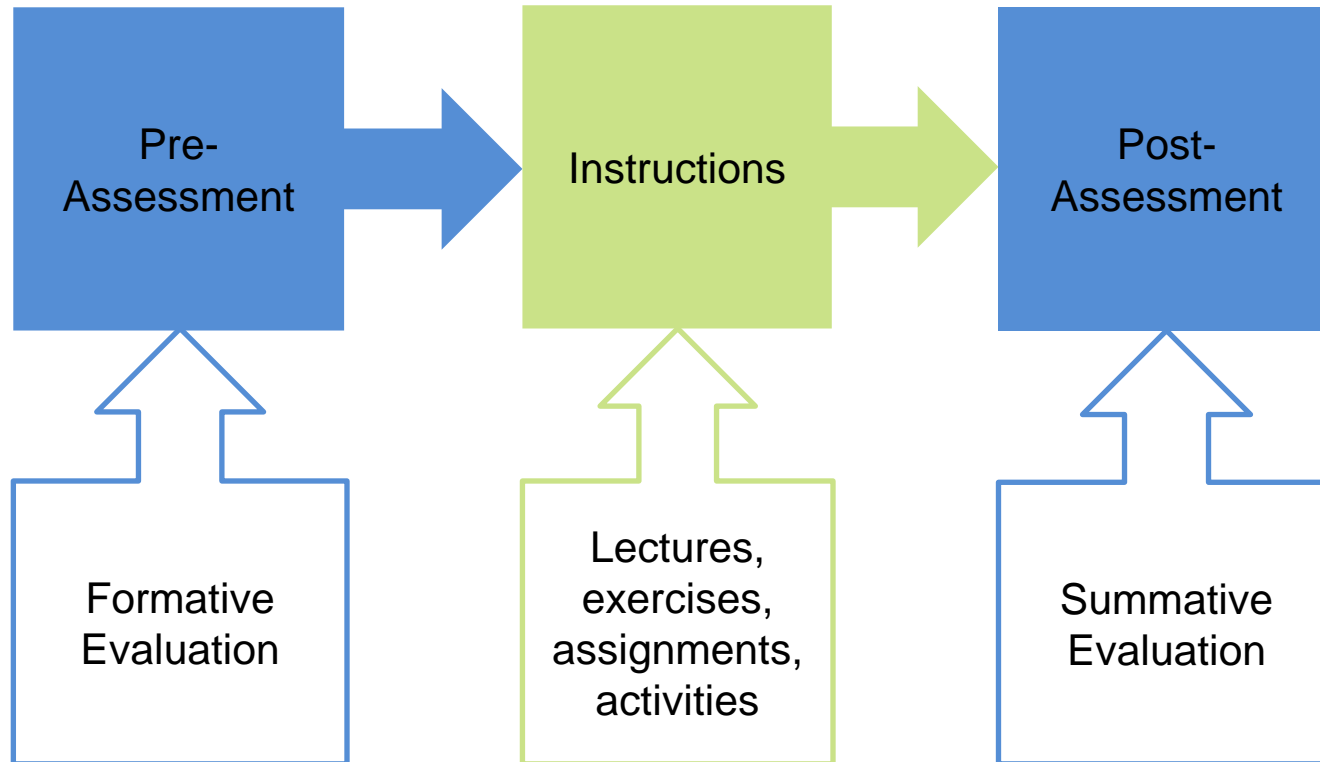 Pre-
Assessment
Instructions
Post-
Assessment
Formative
Evaluation
Lectures,
exercises,
assignments,
activities
Summative
Evaluation